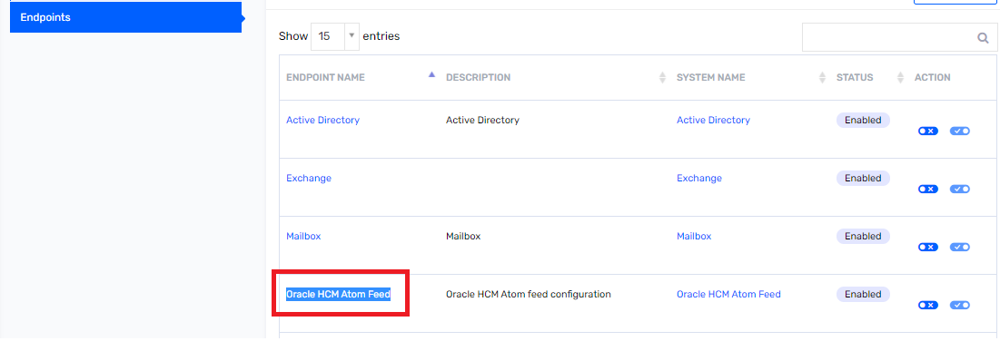 Endpoints
Show 15 entries
ENDPOINT NAME DESCRIPTION SYSTEM NAME STATUS ACTION
Active Directory Active Directory Active Directory Enabled
Exchange Exchange Enabled
Mailbox Mailbox Mailbox Enabled
Oracle HCM Atom Feed Oracle HCM Atom feed configuration Oracle HCM Atom Feed Enabled